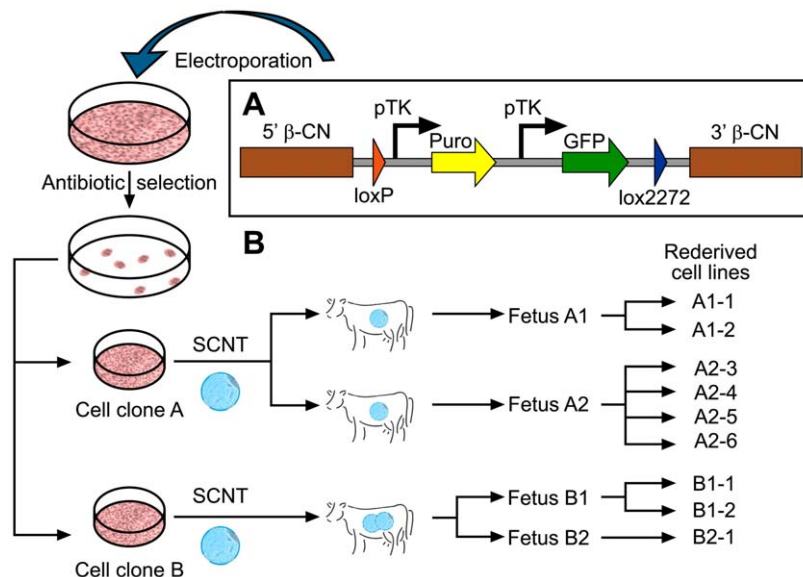 Electroporation
A
pTK
pTK
5' β-CN
Puro
GFP
3' β-CN
loxP
lox2272
Antibiotic selection
B
Rederived
cell lines
SCNT
Cell clone A
Fetus A1
A1-1
A1-2
Fetus A2
A2-3
A2-4
A2-5
A2-6
SCNT
Cell clone B
Fetus B1
B1-1
B1-2
Fetus B2
B2-1